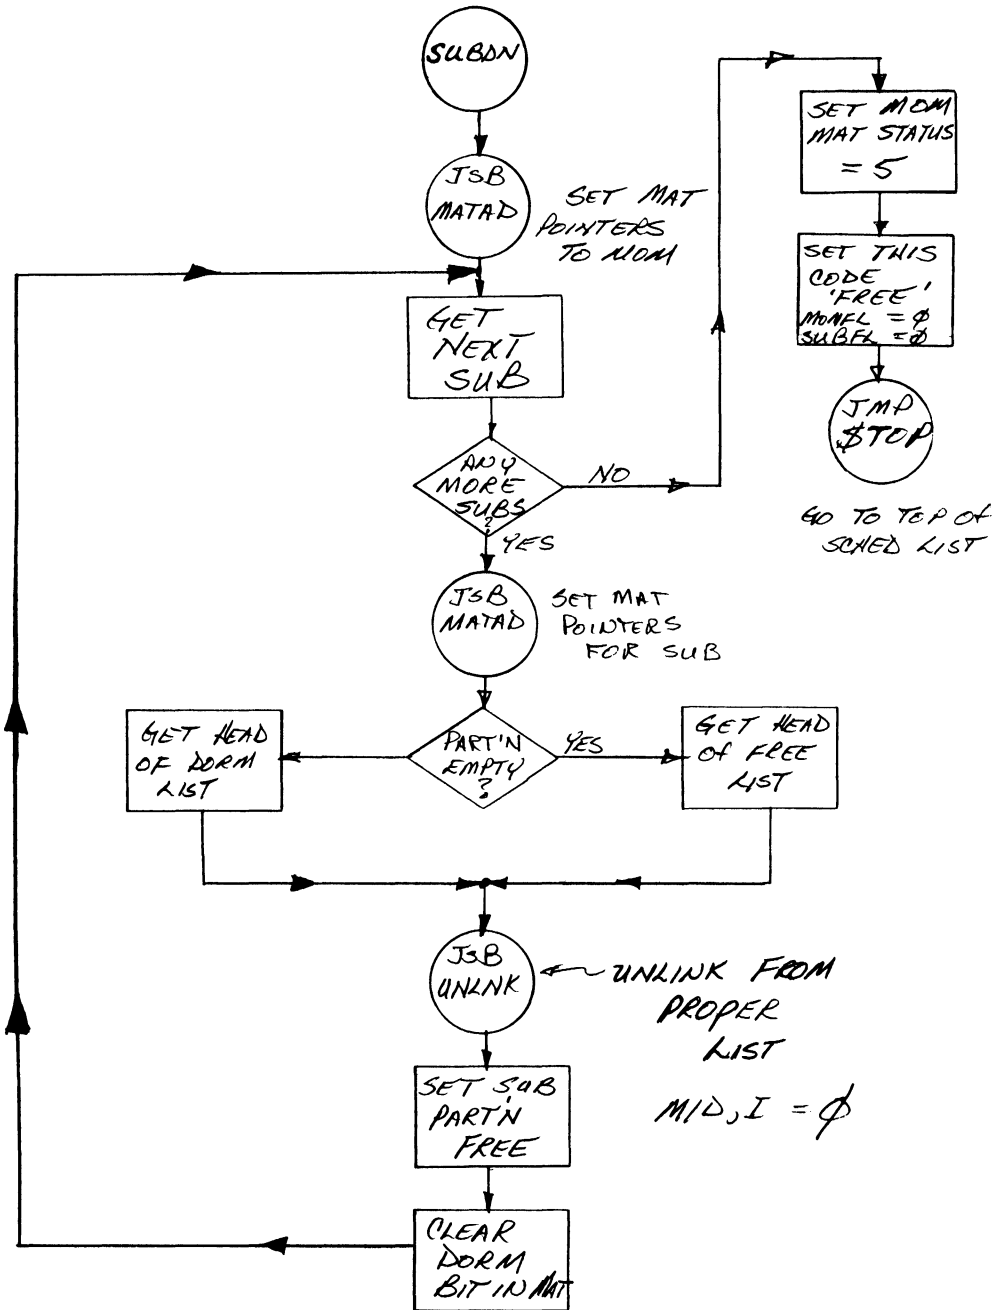 SUBDN
JSB
MATAD
SET MAT
POINTERS
TO MOM
GET
NEXT
SUB
ANY
MORE
SUBS
?
NO
YES
SET MOM
MAT STATUS
= 5
SET THIS
CODE
'FREE'
MOMFL = Ø
SUBFL = Ø
JMP
$TOP
GO TO TOP OF
SCHED LIST
JSB
MATAD
SET MAT
POINTERS
FOR SUB
PART'N
EMPTY
?
YES
GET HEAD
OF DORM
LIST
GET HEAD
OF FREE
LIST
JSB
UNLNK
UNLINK FROM
PROPER
LIST
SET SUB
PART'N
FREE
MID,I = Ø
CLEAR
DORM
BIT IN MAT